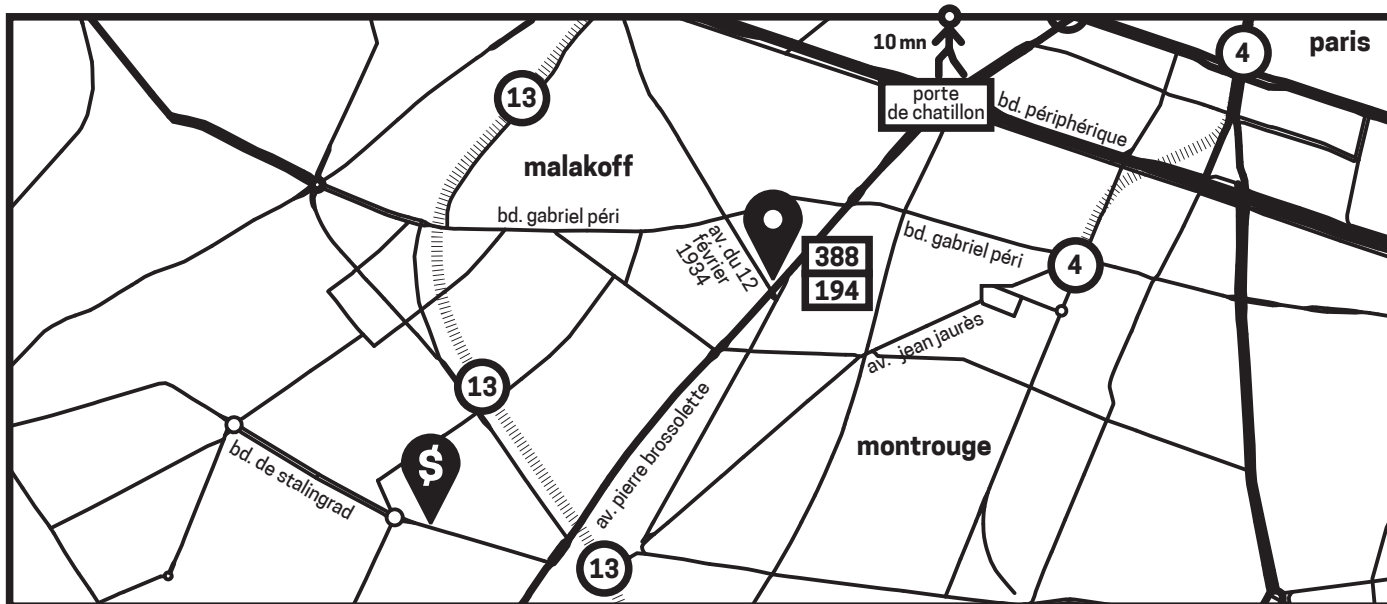 10 mn
4
paris
13
porte
de chatillon
bd. périphérique
malakoff
bd. gabriel péri
av. du 12
février
1934
388
194
bd. gabriel péri
4
av. jean jaurès
13
av. pierre brossolette
montrouge
bd. de stalingrad
$
13